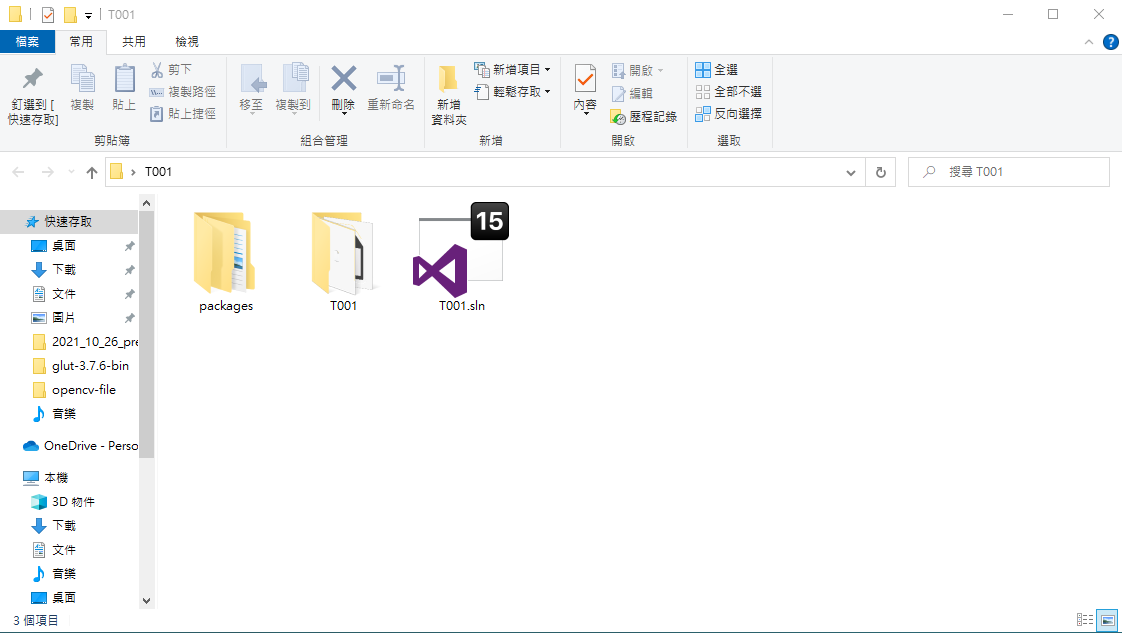 T001
檔案 常用 共用 檢視
釘選到 [
快速存取]
複製
貼上
剪下
複製路徑
貼上捷徑
剪貼簿
移至
複製到
刪除
重新命名
組合管理
新增
資料夾
新增項目
輕鬆存取
新增
內容
開啟
編輯
歷程記錄
開啟
全選
全部不選
反向選擇
選取
T001
搜尋 T001
快速存取
桌面
下載
文件
圖片
2021_10_26_pre
glut-3.7.6-bin
opencv-file
音樂
OneDrive - Perso
本機
3D 物件
下載
文件
音樂
桌面
packages
T001
15
T001.sln
3 個項目